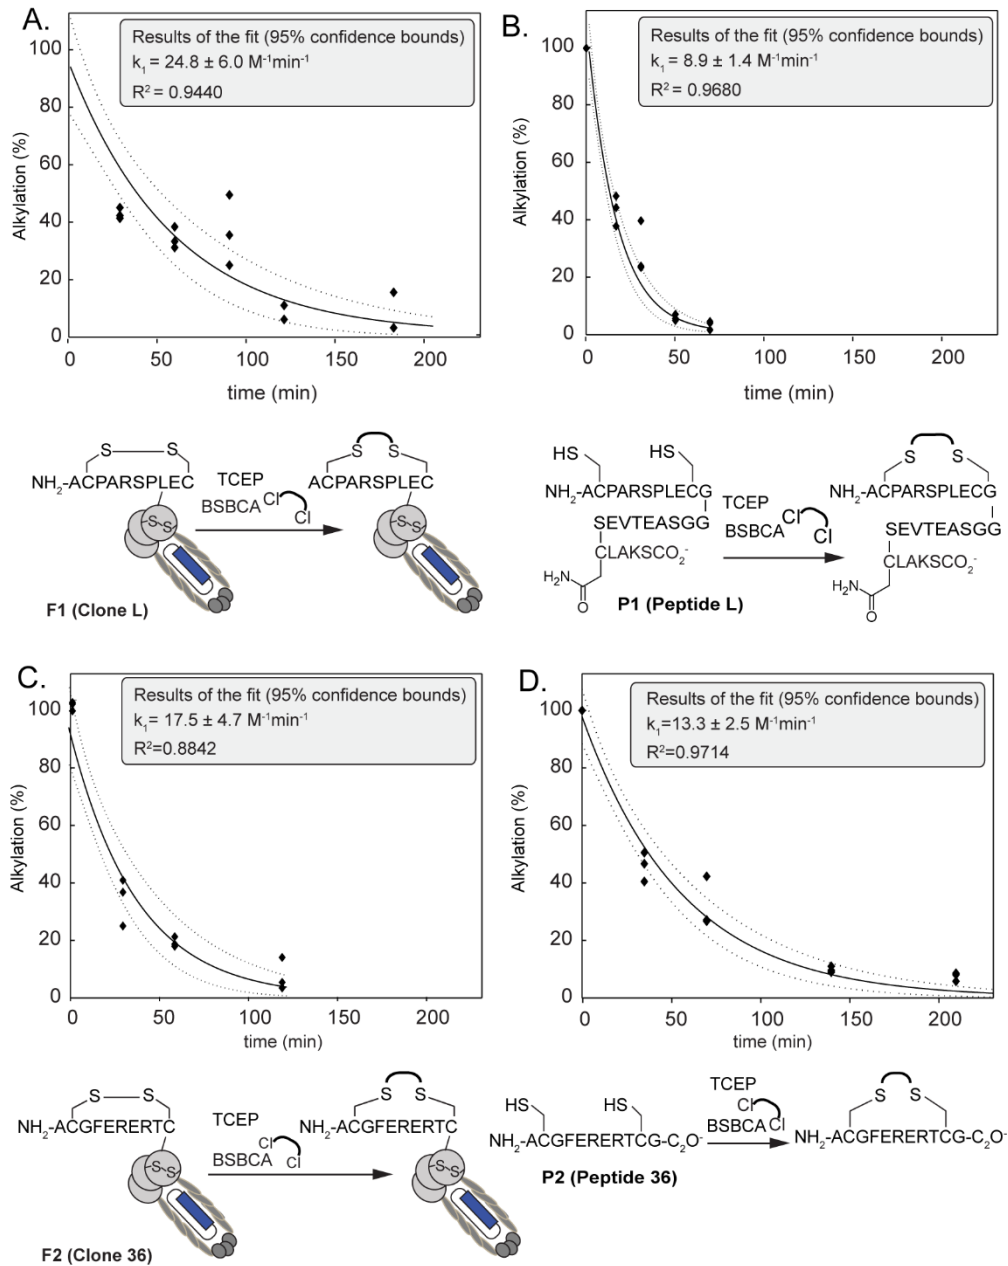 A.
Results of the fit (95% confidence bounds)
k₁ = 24.8 ± 6.0 M⁻¹min⁻¹
R² = 0.9440
Alkylation (%)
100
80
60
40
20
0
0 50 100 150 200
time (min)
B.
Results of the fit (95% confidence bounds)
k₁ = 8.9 ± 1.4 M⁻¹min⁻¹
R² = 0.9680
Alkylation (%)
100
80
60
40
20
0
0 50 100 150 200
time (min)
S S
NH₂-ACPARSPLEC
S-S
TCEP
BSBCA Cl
Cl
S S
ACPARSPLEC
F1 (Clone L)
HS HS
NH₂-ACPARSPLECG
SEVTEASGG
CLAKSCO₂⁻
H₂N
O
TCEP
BSBCA Cl
Cl
S S
NH₂-ACPARSPLECG
SEVTEASGG
CLAKSCO₂⁻
H₂N
O
P1 (Peptide L)
C.
Results of the fit (95% confidence bounds)
k₁= 17.5 ± 4.7 M⁻¹min⁻¹
R²=0.8842
Alkylation (%)
100
80
60
40
20
0
0 50 100 150 200
time (min)
D.
Results of the fit (95% confidence bounds)
k₁=13.3 ± 2.5 M⁻¹min⁻¹
R²=0.9714
Alkylation (%)
100
80
60
40
20
0
0 50 100 150 200
time (min)
S S
NH₂-ACGFERERTC
S-S
TCEP
Cl
BSBCA Cl
S S
NH₂-ACGFERERTC
S-S
F2 (Clone 36)
HS HS
NH₂-ACGFERERTCG-C₂O⁻
TCEP
Cl
BSBCA Cl
S S
NH₂-ACGFERERTCG-C₂O⁻
P2 (Peptide 36)